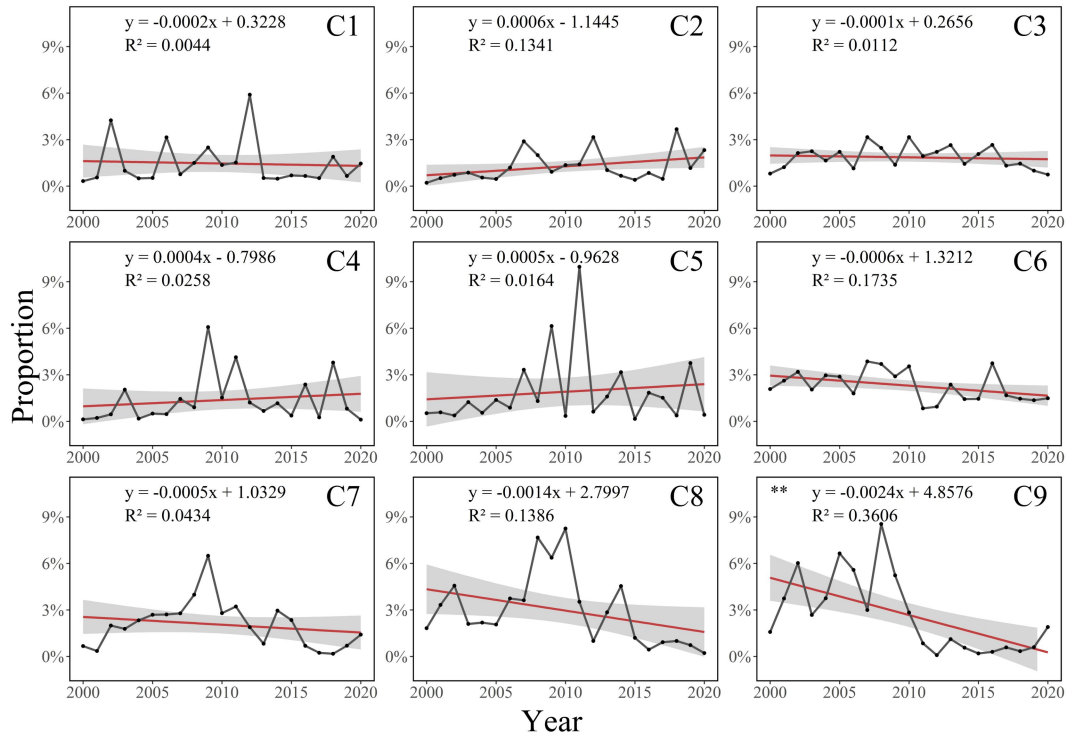 y = -0.0002x + 0.3228
R² = 0.0044
C1
9%
6%
3%
0%
2000 2005 2010 2015 2020
y = 0.0006x - 1.1445
R² = 0.1341
C2
9%
6%
3%
0%
2000 2005 2010 2015 2020
y = -0.0001x + 0.2656
R² = 0.0112
C3
9%
6%
3%
0%
2000 2005 2010 2015 2020
y = 0.0004x - 0.7986
R² = 0.0258
C4
9%
6%
3%
0%
2000 2005 2010 2015 2020
y = 0.0005x - 0.9628
R² = 0.0164
C5
9%
6%
3%
0%
2000 2005 2010 2015 2020
y = -0.0006x + 1.3212
R² = 0.1735
C6
9%
6%
3%
0%
2000 2005 2010 2015 2020
y = -0.0005x + 1.0329
R² = 0.0434
C7
9%
6%
3%
0%
2000 2005 2010 2015 2020
y = -0.0014x + 2.7997
R² = 0.1386
C8
9%
6%
3%
0%
2000 2005 2010 2015 2020
** y = -0.0024x + 4.8576
R² = 0.3606
C9
9%
6%
3%
0%
2000 2005 2010 2015 2020
Proportion
Year